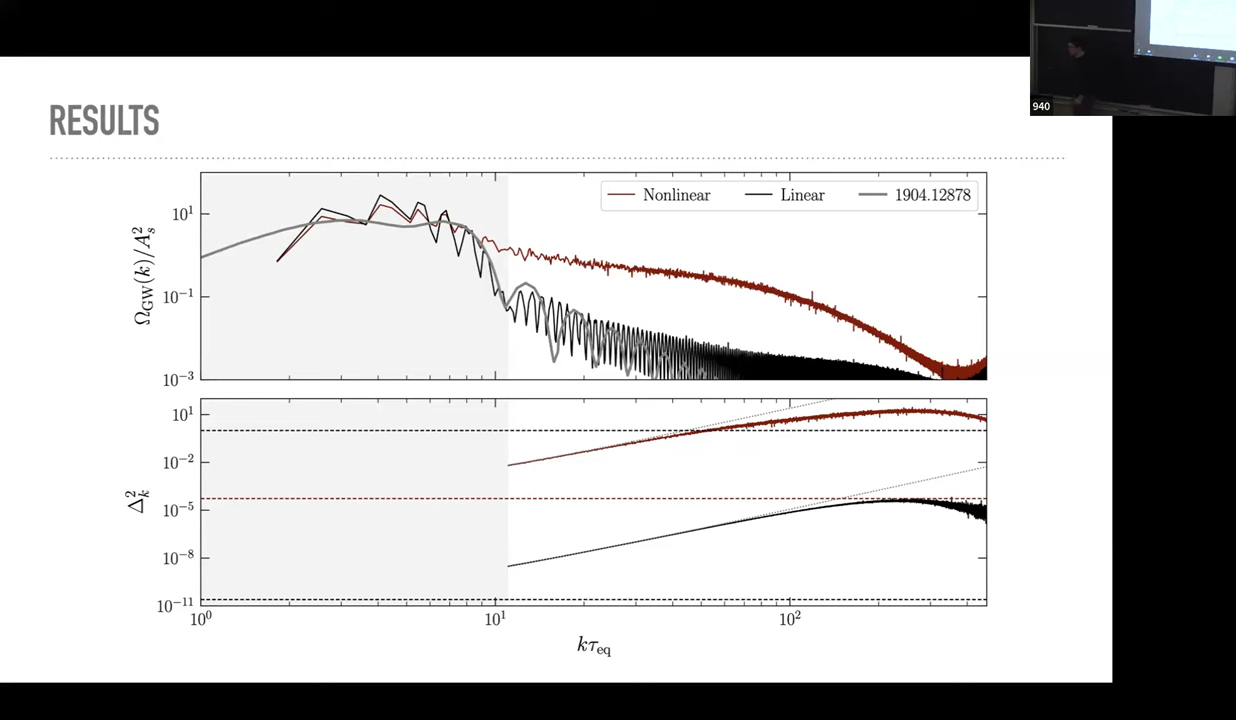 RESULTS
Nonlinear Linear 1904.12878
Ω_GW(k)/A_s^2
10^1
10^-1
10^-3
Δ_k^2
10^1
10^-2
10^-5
10^-8
10^-11
10^0 10^1 10^2
kτ_eq
940